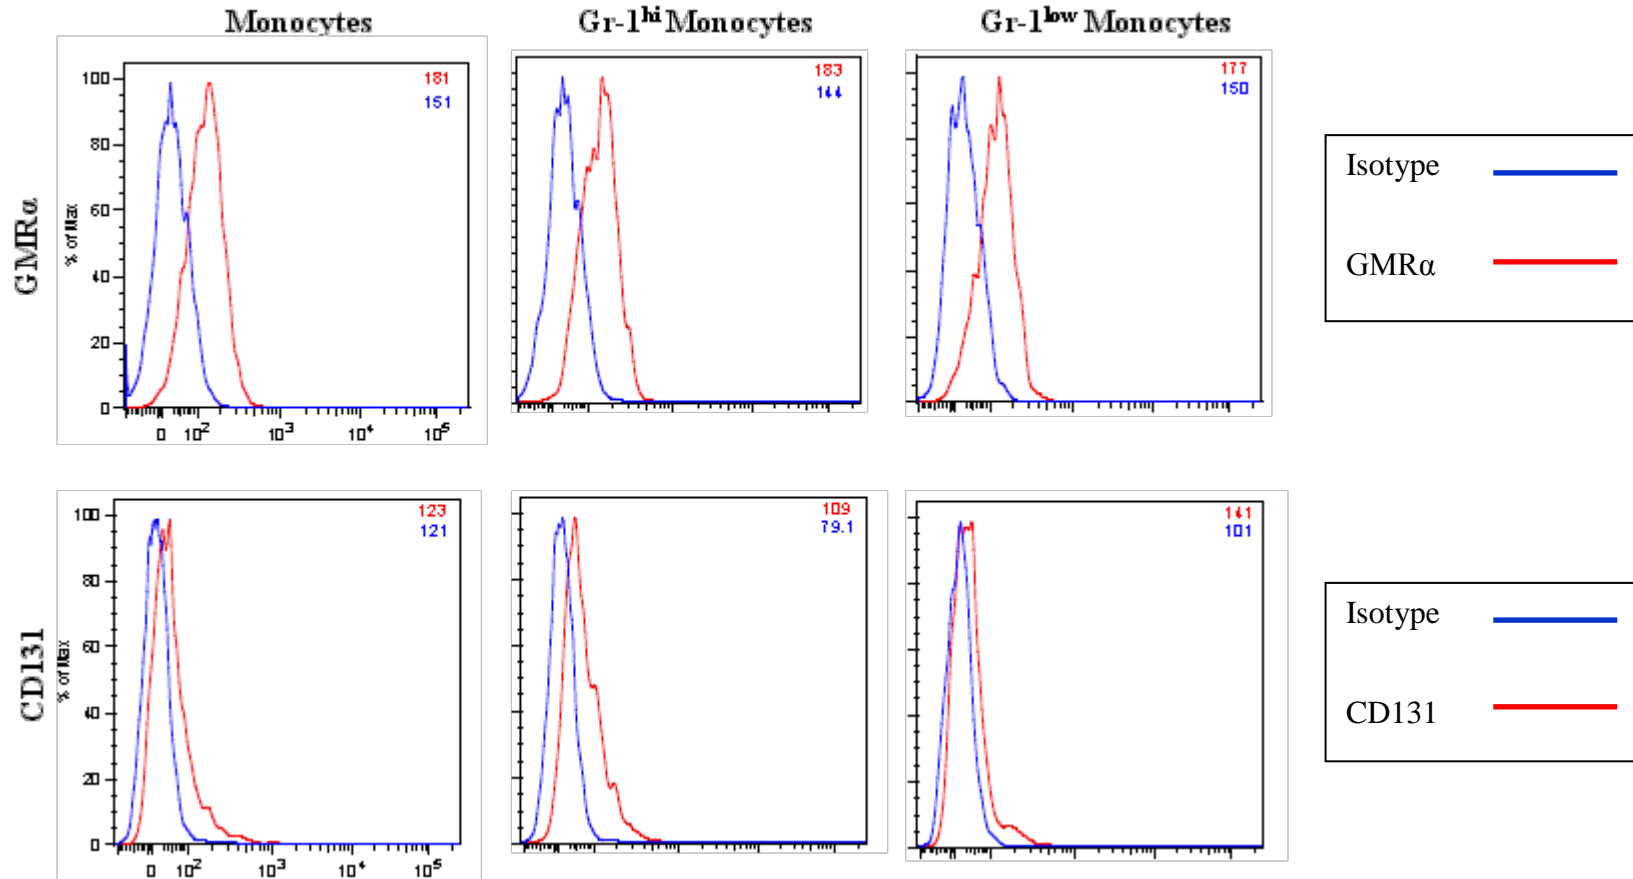 Monocytes
Gr-1hi Monocytes
Gr-1low Monocytes
GMRα
% of Max
100
80
60
40
20
0
0 10² 10³ 10⁴ 10⁵
181
151
183
144
177
150
Isotype
GMRα
CD131
% of Max
100
80
60
40
20
0
0 10² 10³ 10⁴ 10⁵
123
121
109
79.1
141
101
Isotype
CD131